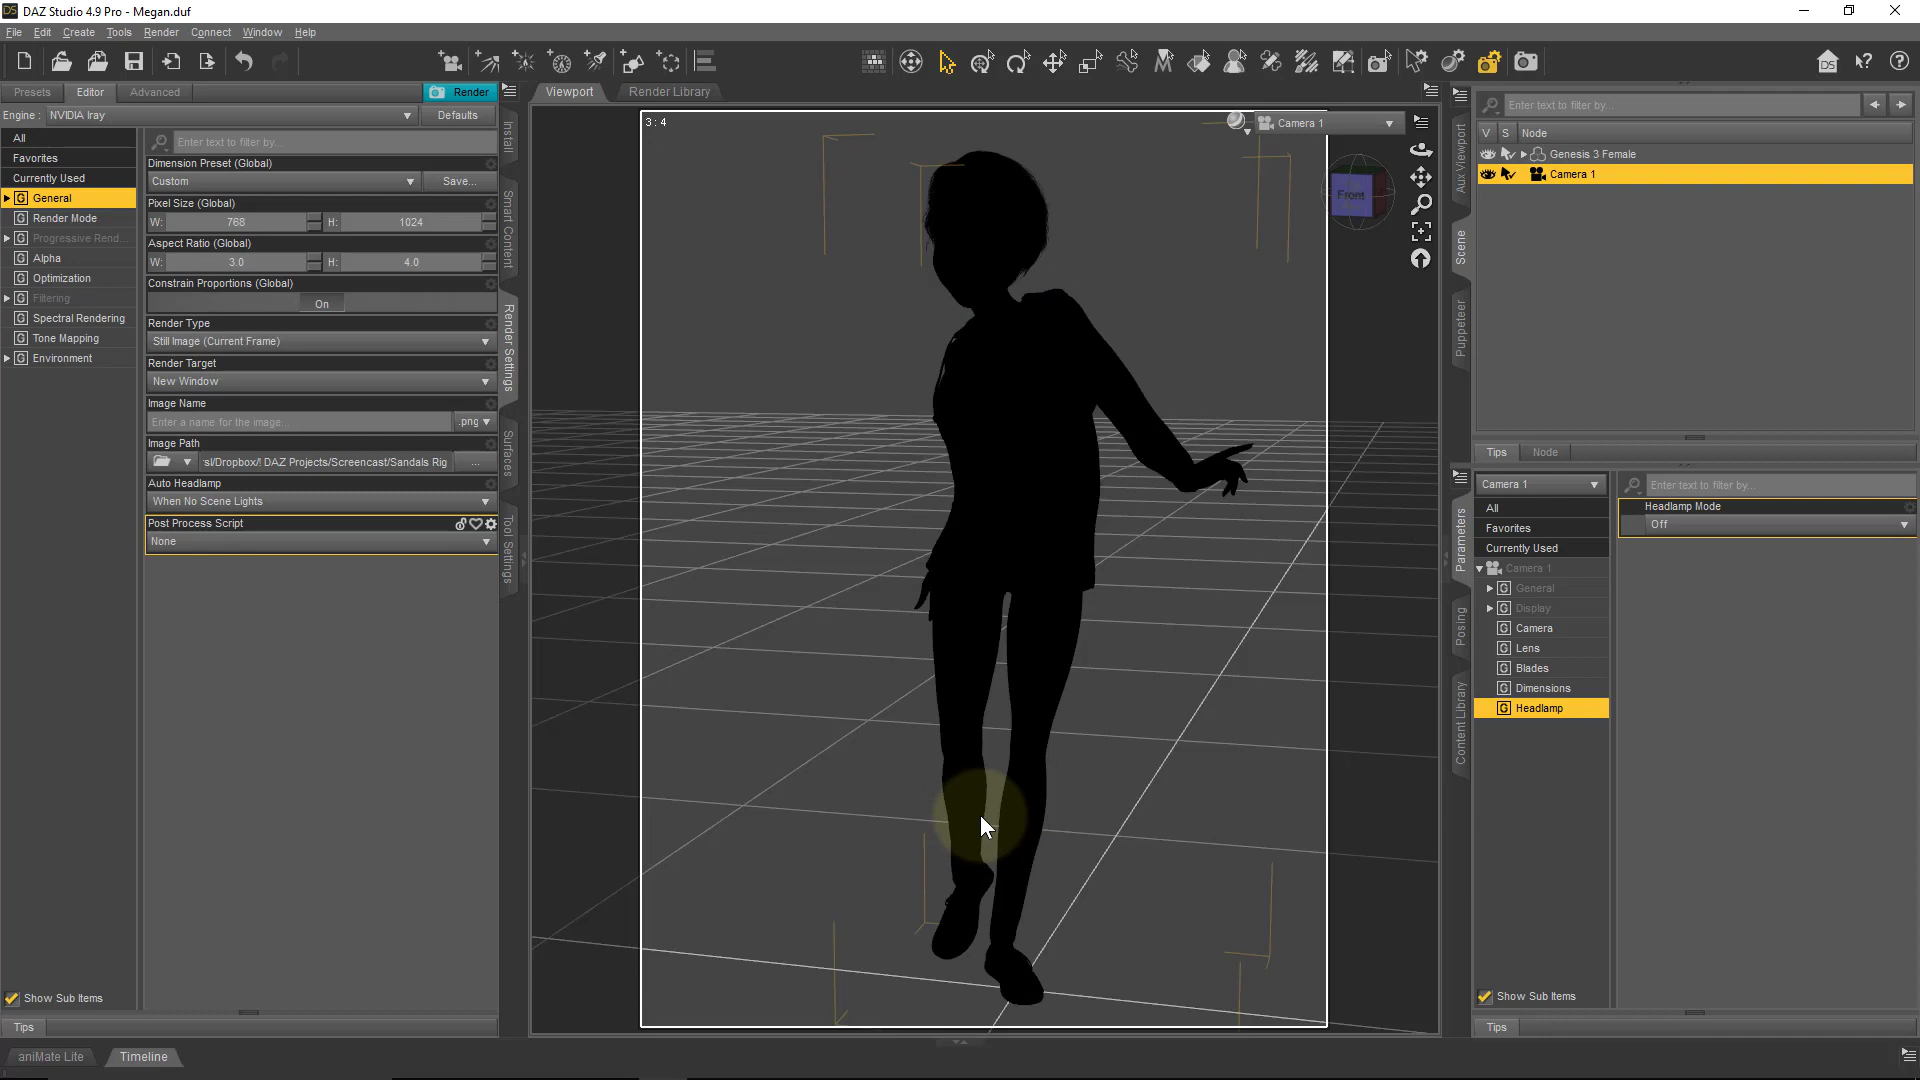 DAZ Studio 4.9 Pro - Megan.duf
File Edit Create Tools Render Connect Window Help
Presets Editor Advanced Render
Engine : NVIDIA Iray Defaults
All
Favorites
Currently Used
General
Render Mode
Progressive Rend...
Alpha
Optimization
Filtering
Spectral Rendering
Tone Mapping
Environment
Show Sub Items
Tips
Enter text to filter by...
Dimension Preset (Global)
Custom Save...
Pixel Size (Global)
W: 768 H: 1024
Aspect Ratio (Global)
W: 3.0 H: 4.0
Constrain Proportions (Global)
On
Render Type
Still Image (Current Frame)
Render Target
New Window
Image Name
Enter a name for the image... .png
Image Path
sl/Dropbox/! DAZ Projects/Screencast/Sandals Rig ...
Auto Headlamp
When No Scene Lights
Post Process Script
None
Install
Smart Content
Render Settings
Surfaces
Tool Settings
Viewport Render Library
3 : 4
Camera 1
Front
Aux Viewport
Scene
Puppeteer
Enter text to filter by...
V S Node
Genesis 3 Female
Camera 1
Tips Node
Parameters
Posing
Content Library
Camera 1
All
Favorites
Currently Used
Camera 1
General
Display
Camera
Lens
Blades
Dimensions
Headlamp
Show Sub Items
Enter text to filter by...
Headlamp Mode
Off
Tips
aniMate Lite Timeline